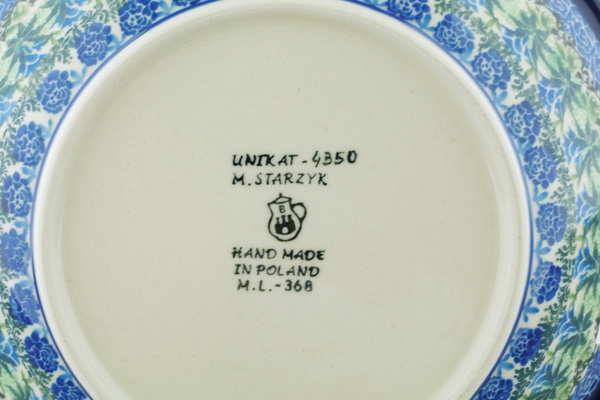 UNIKAT-4350
M. STARZYK
B
HAND MADE
IN POLAND
M.L.-368